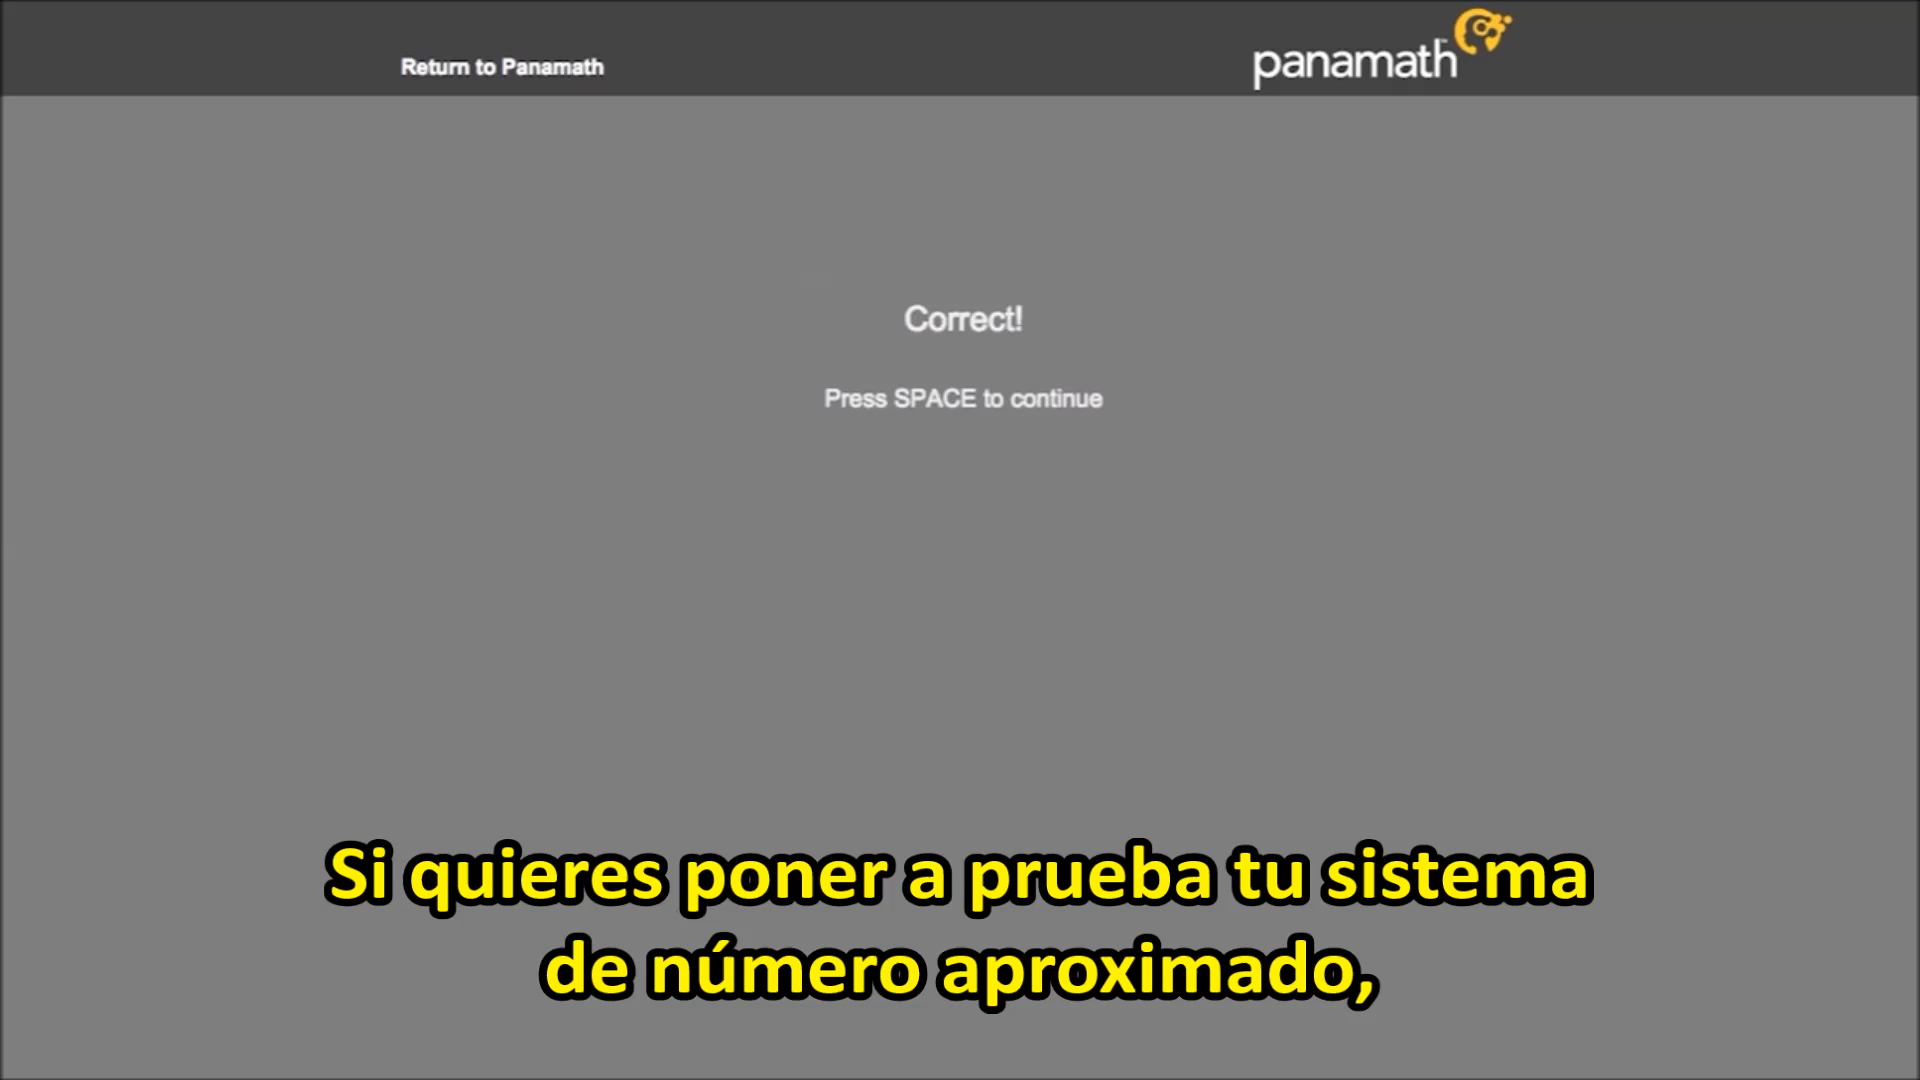 Return to Panamath
panamath
Correct!
Press SPACE to continue
Si quieres poner a prueba tu sistema
de número aproximado,